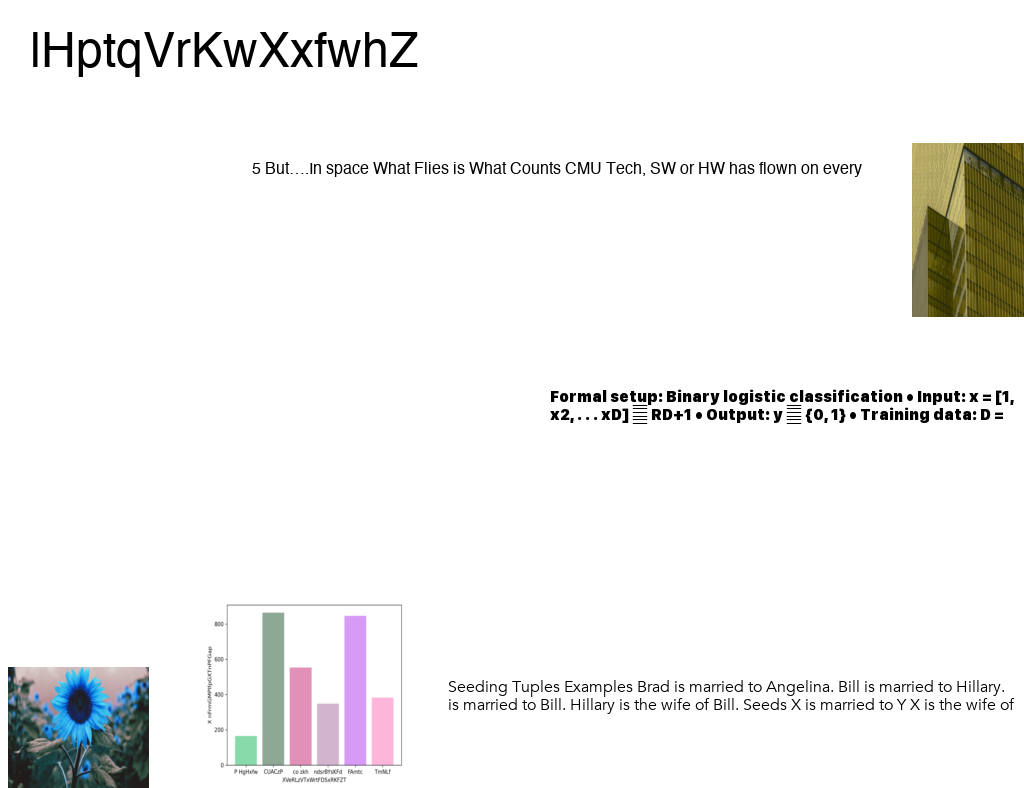 lHptqVrKwXxfwhZ
5 But….In space What Flies is What Counts CMU Tech, SW or HW has flown on every
Formal setup: Binary logistic classification • Input: x = [1,
x2, . . . xD] RD+1 • Output: y {0, 1} • Training data: D =
800
600
400
200
0
P HgHxfw CUACzP co zkh ndsrBYsKFd FAmtc TmNLf
XVeRLzVTxWrtFDSxRKFZT
Seeding Tuples Examples Brad is married to Angelina. Bill is married to Hillary.
is married to Bill. Hillary is the wife of Bill. Seeds X is married to Y X is the wife of